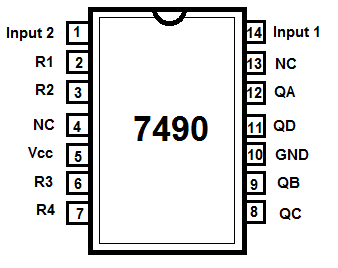 Input 2 1 14 Input 1
R1 2 13 NC
R2 3 12 QA
NC 4 7490 11 QD
Vcc 5 10 GND
R3 6 9 QB
R4 7 8 QC